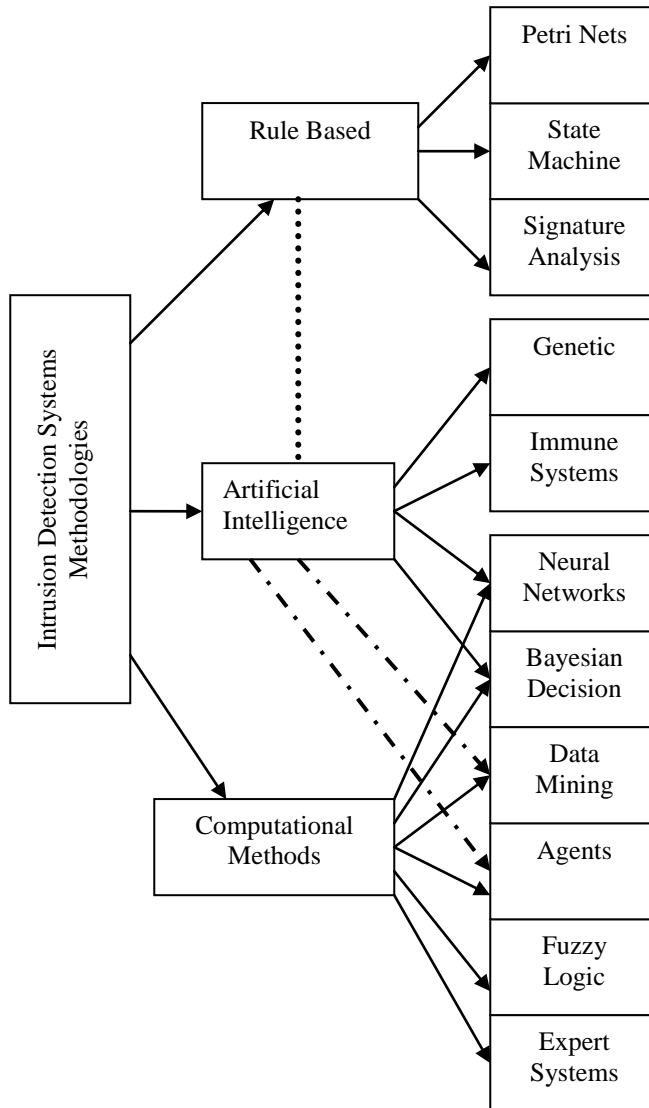 Petri Nets
Rule Based
State
Machine
Signature
Analysis
Intrusion Detection Systems
Methodologies
Genetic
Immune
Systems
Artificial
Intelligence
Neural
Networks
Bayesian
Decision
Data
Mining
Computational
Methods
Agents
Fuzzy
Logic
Expert
Systems